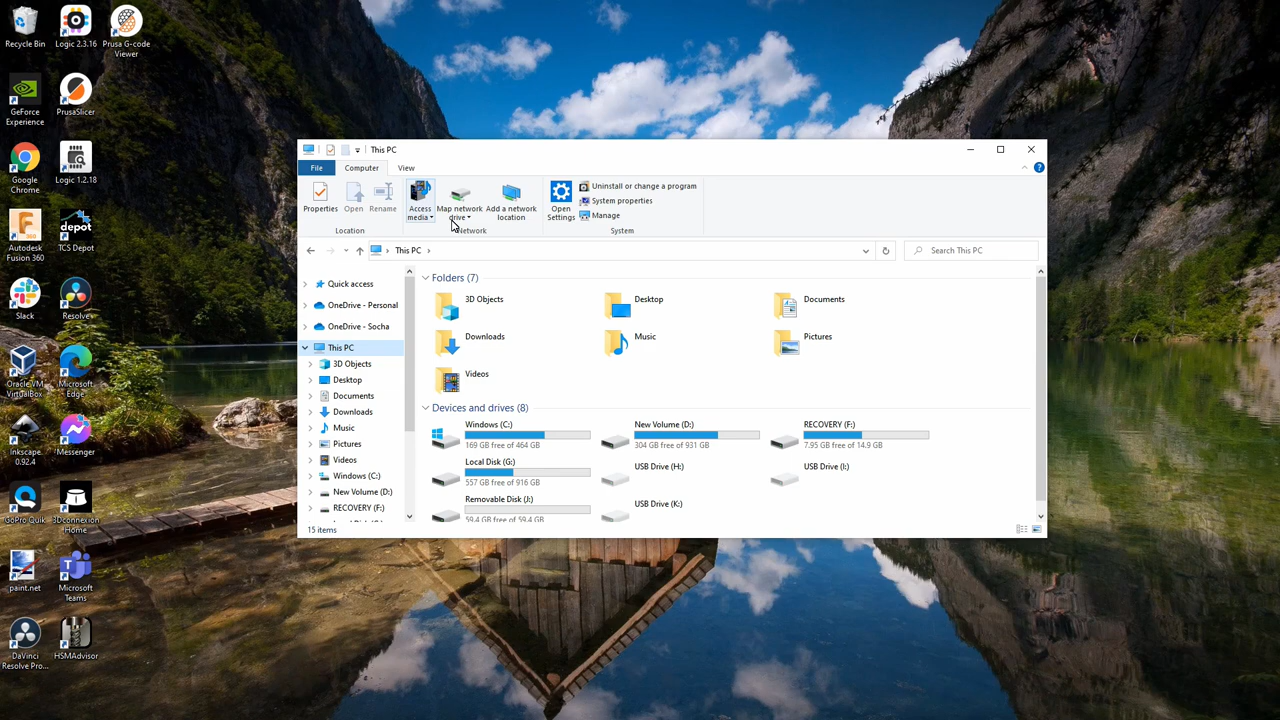 Recycle Bin
Logic 2.3.16
Prusa G-code
Viewer
GeForce
Experience
PrusaSlicer
Google
Chrome
Logic 1.2.18
Autodesk
Fusion 360
TCS Depot
Slack
Resolve
Oracle VM
VirtualBox
Microsoft
Edge
Inkscape
0.92.4
Messenger
GoPro Quik
3Dconnexion
Home
paint.net
Microsoft
Teams
DaVinci
Resolve Pro...
HSMAdvisor
This PC
File
Computer
View
Properties
Open
Rename
Access
media
Map network
drive
Add a network
location
Open
Settings
Uninstall or change a program
System properties
Manage
Location
Network
System
This PC
Search This PC
Quick access
OneDrive - Personal
OneDrive - Socha
This PC
3D Objects
Desktop
Documents
Downloads
Music
Pictures
Videos
Windows (C:)
New Volume (D:)
RECOVERY (F:)
Folders (7)
3D Objects
Desktop
Documents
Downloads
Music
Pictures
Videos
Devices and drives (8)
Windows (C:)
169 GB free of 464 GB
New Volume (D:)
304 GB free of 931 GB
RECOVERY (F:)
7.95 GB free of 14.9 GB
Local Disk (G:)
557 GB free of 916 GB
USB Drive (H:)
USB Drive (I:)
Removable Disk (J:)
59.4 GB free of 59.4 GB
USB Drive (K:)
15 items